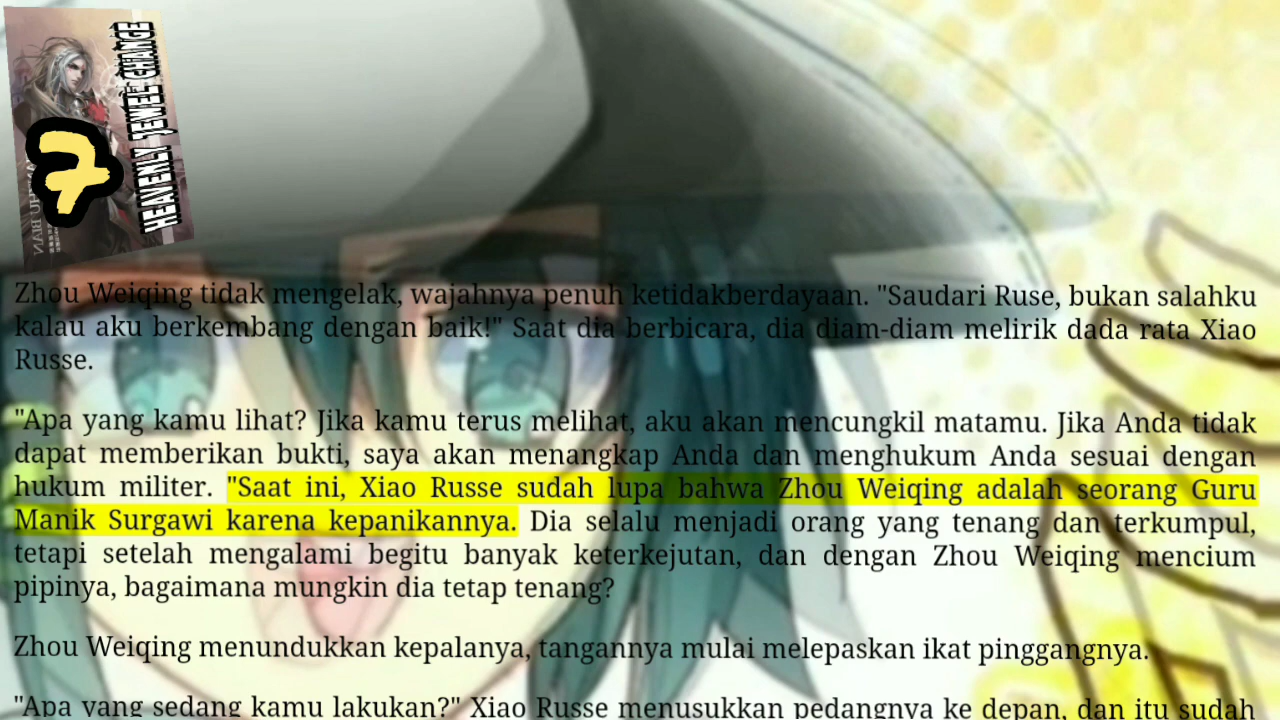 HEAVENLY JEWEL CHANGE
7
Zhou Weiqing tidak mengelak, wajahnya penuh ketidakberdayaan. "Saudari Ruse, bukan salahku
kalau aku berkembang dengan baik!" Saat dia berbicara, dia diam-diam melirik dada rata Xiao
Russe.
"Apa yang kamu lihat? Jika kamu terus melihat, aku akan mencungkil matamu. Jika Anda tidak
dapat memberikan bukti, saya akan menangkap Anda dan menghukum Anda sesuai dengan
hukum militer. "Saat ini, Xiao Russe sudah lupa bahwa Zhou Weiqing adalah seorang Guru
Manik Surgawi karena kepanikannya. Dia selalu menjadi orang yang tenang dan terkumpul,
tetapi setelah mengalami begitu banyak keterkejutan, dan dengan Zhou Weiqing mencium
pipinya, bagaimana mungkin dia tetap tenang?
Zhou Weiqing menundukkan kepalanya, tangannya mulai melepaskan ikat pinggangnya.
"Apa yang sedang kamu lakukan?" Xiao Russe menusukkan pedangnya ke depan, dan itu sudah